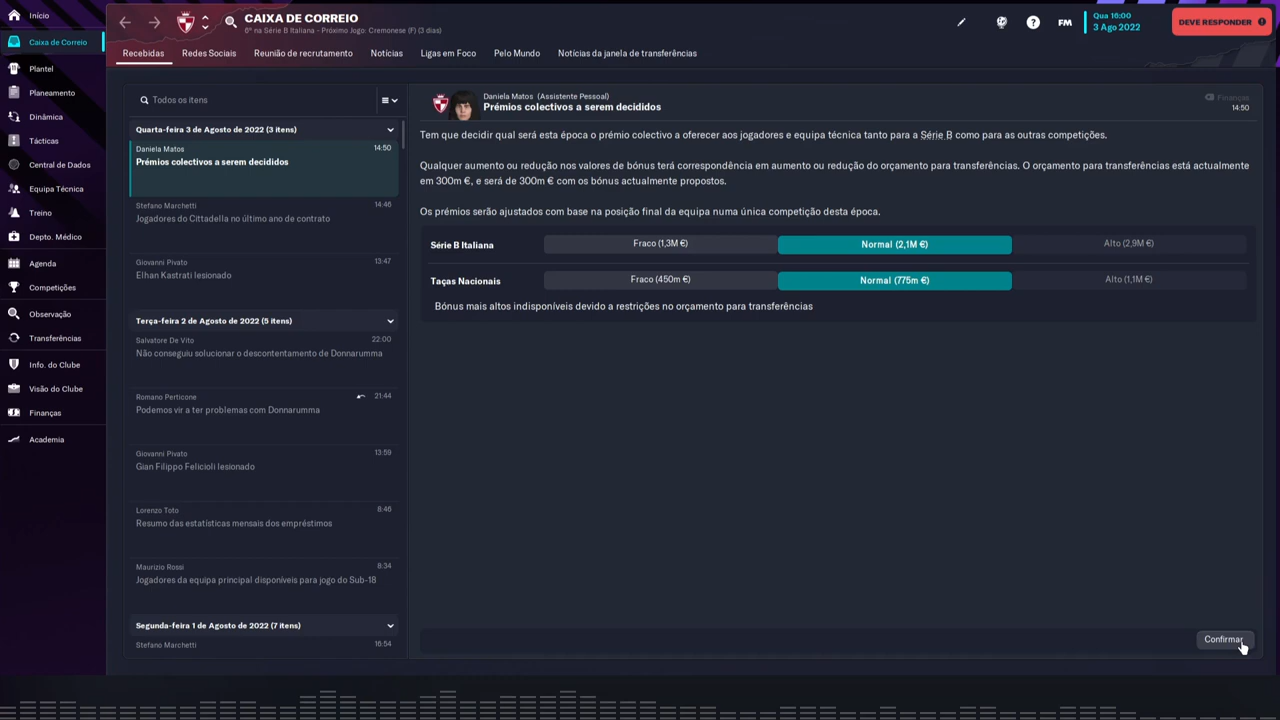 Início
Caixa de Correio
Plantel
Planeamento
Dinâmica
Tácticas
Central de Dados
Equipa Técnica
Treino
Depto. Médico
Agenda
Competições
Observação
Transferências
Info. do Clube
Visão do Clube
Finanças
Academia
CAIXA DE CORREIO
0º na Série B Italiana - Próximo Jogo: Cremonese (F) (3 dias)
FM
Qua 16:00
3 Ago 2022
DEVE RESPONDER
Recebidas
Redes Sociais
Reunião de recrutamento
Notícias
Ligas em Foco
Pelo Mundo
Notícias da janela de transferências
Todos os itens
Quarta-feira 3 de Agosto de 2022 (3 itens)
Daniela Matos 14:50
Prémios colectivos a serem decididos
Stefano Marchetti 14:46
Jogadores do Cittadella no último ano de contrato
Giovanni Pivato 13:47
Elhan Kastrati lesionado
Terça-feira 2 de Agosto de 2022 (5 itens)
Salvatore De Vito 22:00
Não conseguiu solucionar o descontentamento de Donnarumma
Romano Perticone 21:44
Podemos vir a ter problemas com Donnarumma
Giovanni Pivato 13:59
Gian Filippo Felicioli lesionado
Lorenzo Toto 8:46
Resumo das estatísticas mensais dos empréstimos
Maurizio Rossi 8:34
Jogadores da equipa principal disponíveis para jogo do Sub-18
Segunda-feira 1 de Agosto de 2022 (7 itens)
Stefano Marchetti 16:54
Daniela Matos (Assistente Pessoal)
Prémios colectivos a serem decididos
Finanças
14:50
Tem que decidir qual será esta época o prémio colectivo a oferecer aos jogadores e equipa técnica tanto para a Série B como para as outras competições.
Qualquer aumento ou redução nos valores de bónus terá correspondência em aumento ou redução do orçamento para transferências. O orçamento para transferências está actualmente
em 300m €, e será de 300m € com os bónus actualmente propostos.
Os prémios serão ajustados com base na posição final da equipa numa única competição desta época.
Série B Italiana Fraco (1,3M €) Normal (2,1M €) Alto (2,9M €)
Taças Nacionais Fraco (450m €) Normal (775m €) Alto (1,1M €)
Bónus mais altos indisponíveis devido a restrições no orçamento para transferências
Confirmar